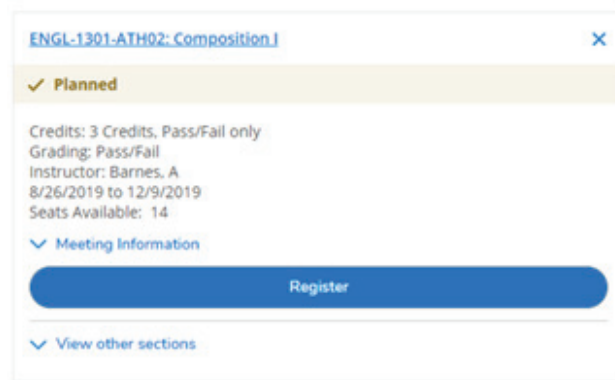 ENGL-1301-ATH02: Composition I
Planned
Credits: 3 Credits, Pass/Fail only
Grading: Pass/Fail
Instructor: Barnes, A
8/26/2019 to 12/9/2019
Seats Available: 14
Meeting Information
Register
View other sections